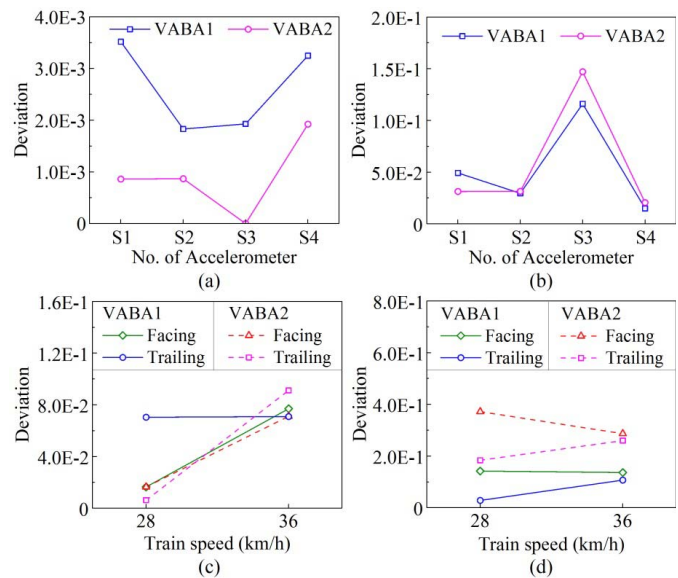 4.0E-3
VABA1 VABA2
3.0E-3
2.0E-3
1.0E-3
0
Deviation
S1 S2 S3 S4
No. of Accelerometer
(a)
VABA1 VABA2
1.5E-1
1.0E-1
5.0E-2
0
Deviation
S1 S2 S3 S4
No. of Accelerometer
(b)
1.6E-1
VABA1 VABA2
Facing Facing
Trailing Trailing
1.2E-1
8.0E-2
4.0E-2
0
Deviation
28 36
Train speed (km/h)
(c)
8.0E-1
VABA1 VABA2
Facing Facing
Trailing Trailing
6.0E-1
4.0E-1
2.0E-1
0
Deviation
28 36
Train speed (km/h)
(d)